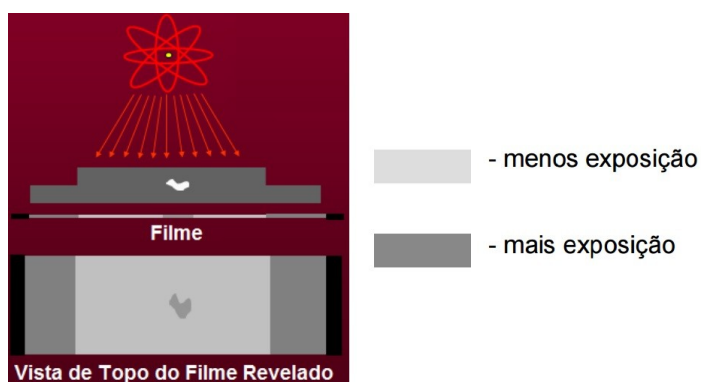 - menos exposição
Filme
- mais exposição
Vista de Topo do Filme Revelado